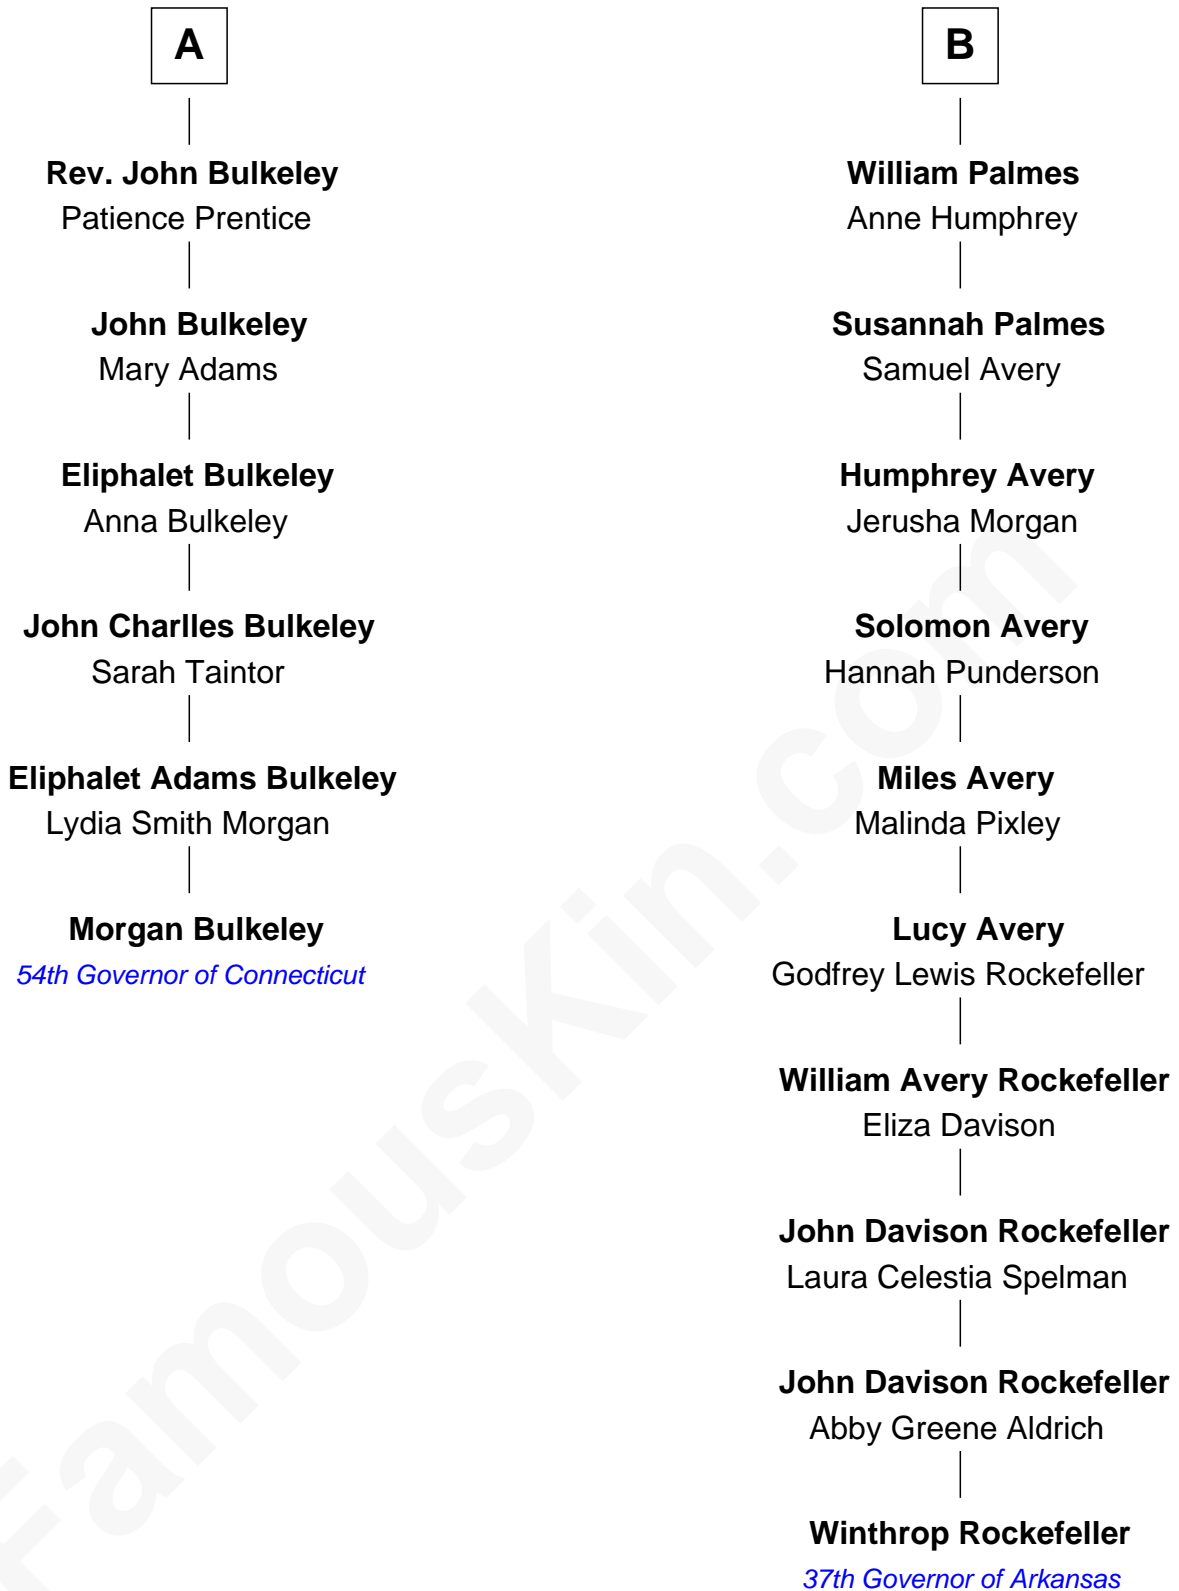 A
Rev. John Bulkeley
Patience Prentice
John Bulkeley
Mary Adams
Eliphalet Bulkeley
Anna Bulkeley
John Charlles Bulkeley
Sarah Taintor
Eliphalet Adams Bulkeley
Lydia Smith Morgan
Morgan Bulkeley
54th Governor of Connecticut
B
William Palmes
Anne Humphrey
Susannah Palmes
Samuel Avery
Humphrey Avery
Jerusha Morgan
Solomon Avery
Hannah Punderson
Miles Avery
Malinda Pixley
Lucy Avery
Godfrey Lewis Rockefeller
William Avery Rockefeller
Eliza Davison
John Davison Rockefeller
Laura Celestia Spelman
John Davison Rockefeller
Abby Greene Aldrich
Winthrop Rockefeller
37th Governor of Arkansas
FamousKin.com